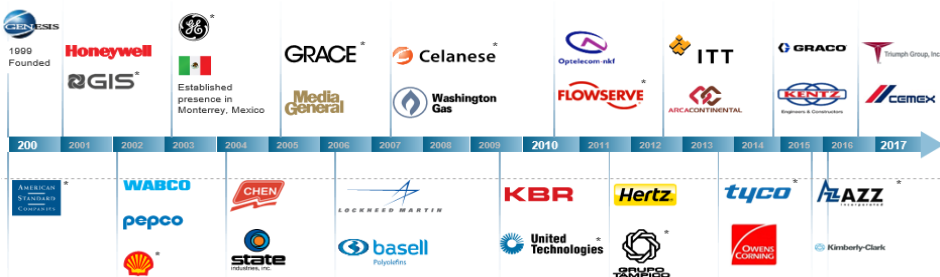 GENESIS
1999
Founded
Honeywell
GIS*
GE*
Established
presence in
Monterrey, Mexico
GRACE*
Media
General
Celanese*
Washington
Gas
Optelecom-nkf
FLOWSERVE*
ITT
ARCACONTINENTAL
GRACO
KENTZ
Engineers & Constructors
Triumph Group, Inc
CEMEX
200
2001
2002
2003
2004
2005
2006
2007
2008
2009
2010
2011
2012
2013
2014
2015
2016
2017
AMERICAN
STANDARD
COMPANIES
*
WABCO
pepco
*
CHEN
state
industries, inc.
LOCKHEED MARTIN
basell
Polyolefins
KBR
United
Technologies*
Hertz
*
GRUPO
TAMPICO
tyco*
OWENS
CORNING
AZZ*
incorporated
Kimberly-Clark